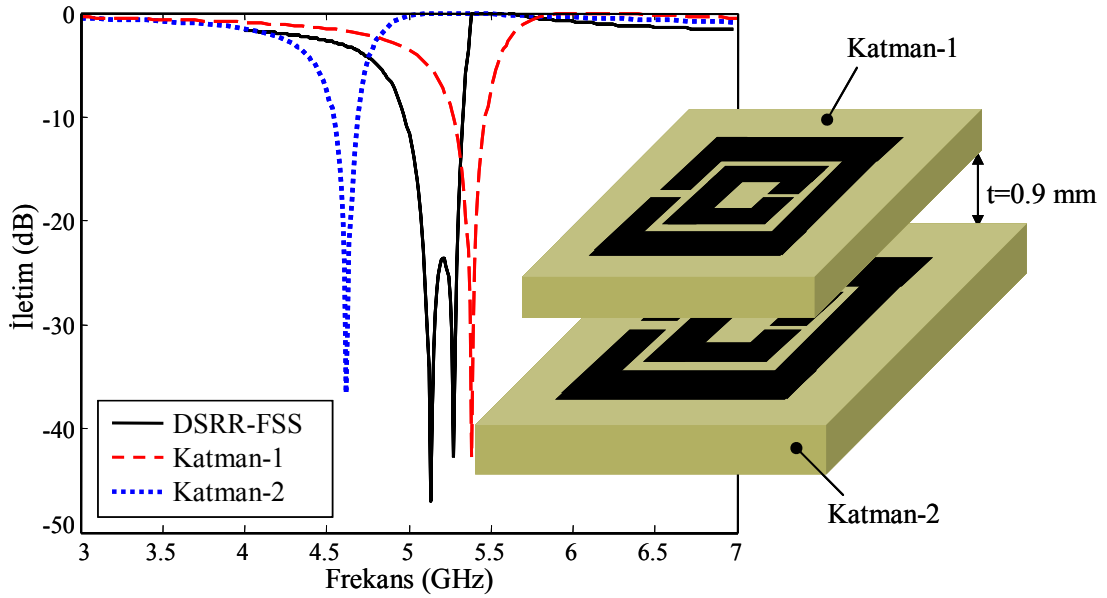 0
-10
-20
-30
-40
-50
İletim (dB)
3
3.5
4
4.5
5
5.5
6
6.5
7
Frekans (GHz)
DSRR-FSS
Katman-1
Katman-2
Katman-1
t=0.9 mm
Katman-2